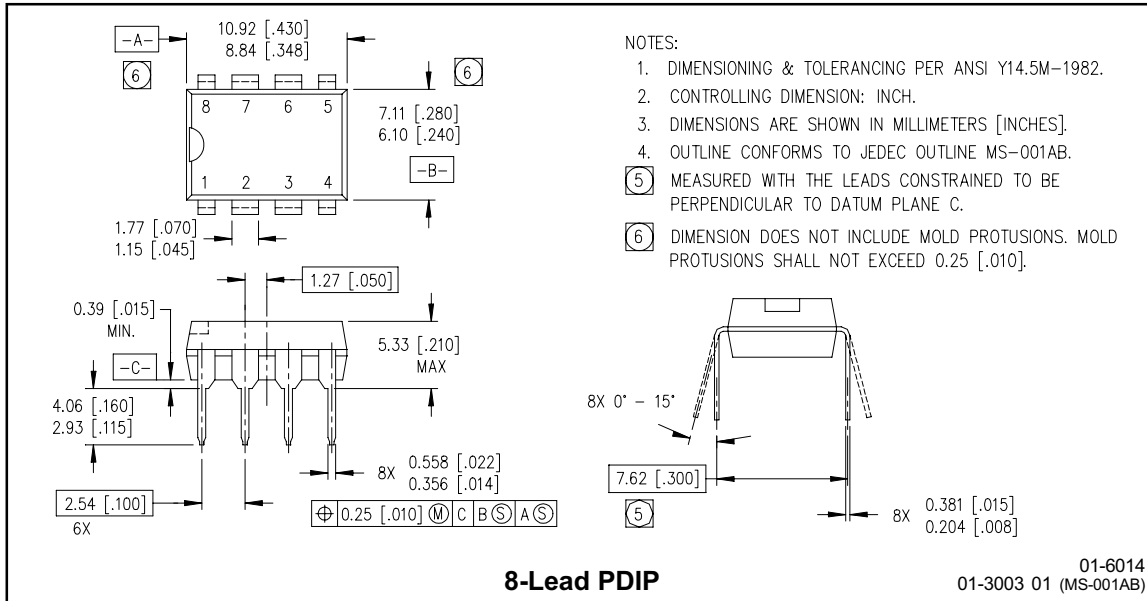 -A-
10.92 [.430]
8.84 [.348]
6
6
8 7 6 5
1 2 3 4
7.11 [.280]
6.10 [.240]
-B-
1.77 [.070]
1.15 [.045]
1.27 [.050]
0.39 [.015]
MIN.
-C-
5.33 [.210]
MAX
4.06 [.160]
2.93 [.115]
8X 0.558 [.022]
0.356 [.014]
2.54 [.100]
6X
⌖ 0.25 [.010] Ⓜ C B Ⓢ A Ⓢ
NOTES:
1. DIMENSIONING & TOLERANCING PER ANSI Y14.5M-1982.
2. CONTROLLING DIMENSION: INCH.
3. DIMENSIONS ARE SHOWN IN MILLIMETERS [INCHES].
4. OUTLINE CONFORMS TO JEDEC OUTLINE MS-001AB.
5 MEASURED WITH THE LEADS CONSTRAINED TO BE
PERPENDICULAR TO DATUM PLANE C.
6 DIMENSION DOES NOT INCLUDE MOLD PROTUSIONS. MOLD
PROTUSIONS SHALL NOT EXCEED 0.25 [.010].
8X 0° - 15°
7.62 [.300]
5
8X 0.381 [.015]
0.204 [.008]
8-Lead PDIP
01-6014
01-3003 01 (MS-001AB)